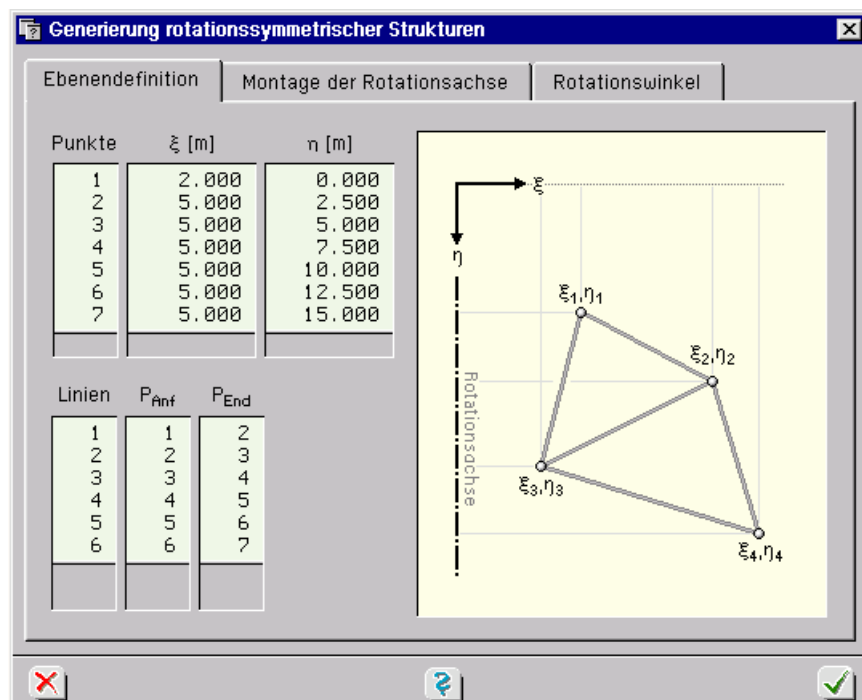 Generierung rotationssymmetrischer Strukturen
Ebenendefinition Montage der Rotationsachse Rotationswinkel
Punkte ξ [m] η [m]
1 2.000 0.000
2 5.000 2.500
3 5.000 5.000
4 5.000 7.500
5 5.000 10.000
6 5.000 12.500
7 5.000 15.000
Linien P_Anf P_End
1 1 2
2 2 3
3 3 4
4 4 5
5 5 6
6 6 7
ξ
η
ξ1,η1
ξ2,η2
Rotationsachse
ξ3,η3
ξ4,η4